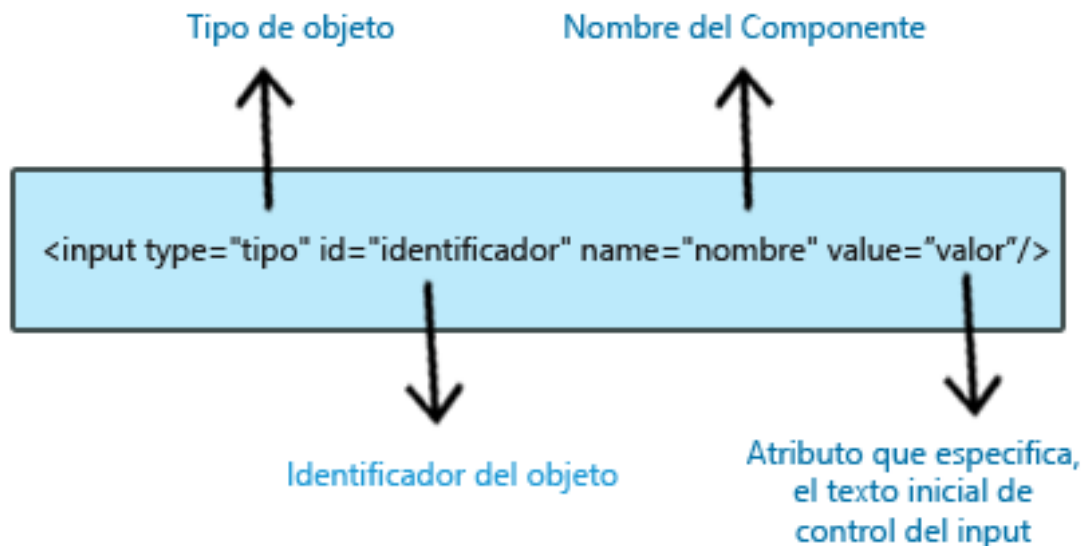 Tipo de objeto
Nombre del Componente
<input type="tipo" id="identificador" name="nombre" value=“valor”/>
Identificador del objeto
Atributo que especifica,
el texto inicial de
control del input